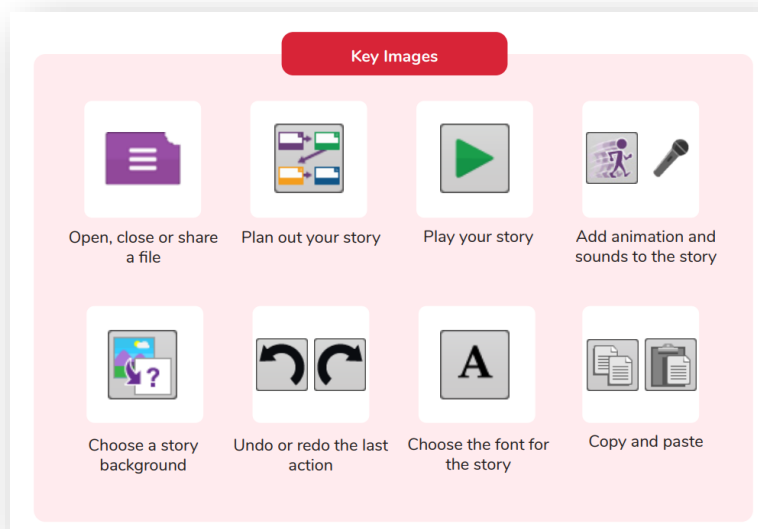 Key Images
Open, close or share
a file
Plan out your story
Play your story
Add animation and
sounds to the story
?
Choose a story
background
Undo or redo the last
action
A
Choose the font for
the story
Copy and paste